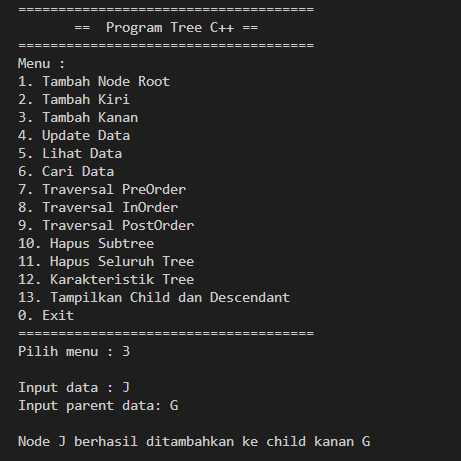 =====================================
==  Program Tree C++ ==
=====================================
Menu :
1. Tambah Node Root
2. Tambah Kiri
3. Tambah Kanan
4. Update Data
5. Lihat Data
6. Cari Data
7. Traversal PreOrder
8. Traversal InOrder
9. Traversal PostOrder
10. Hapus Subtree
11. Hapus Seluruh Tree
12. Karakteristik Tree
13. Tampilkan Child dan Descendant
0. Exit
=====================================
Pilih menu : 3
Input data : J
Input parent data: G
Node J berhasil ditambahkan ke child kanan G